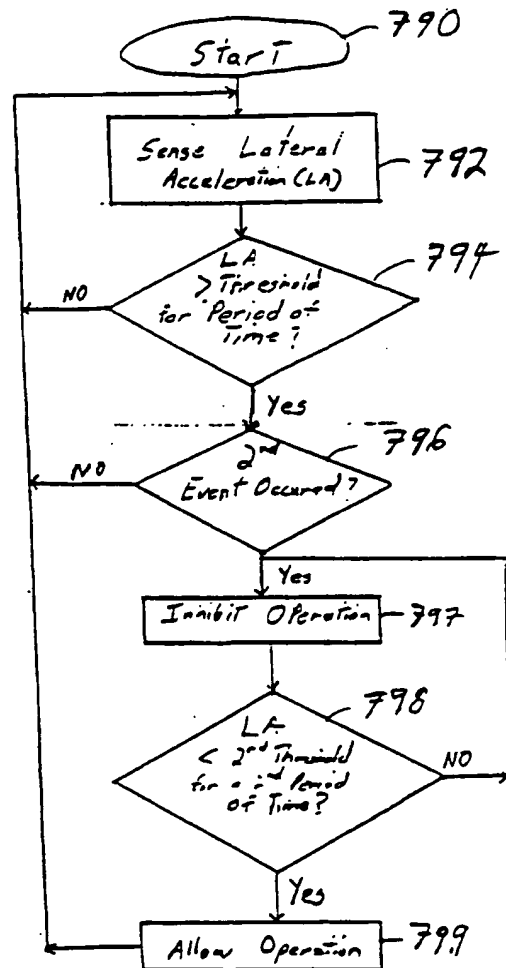 Start
790
Sense Lateral
Acceleration (LA)
792
LA
> Threshold
for Period of
Time?
794
NO
Yes
2nd
Event Occured?
796
NO
Yes
Inhibit Operation
797
LA
< 2nd Threshold
for a 2nd Period
of Time?
798
NO
Yes
Allow Operation
799